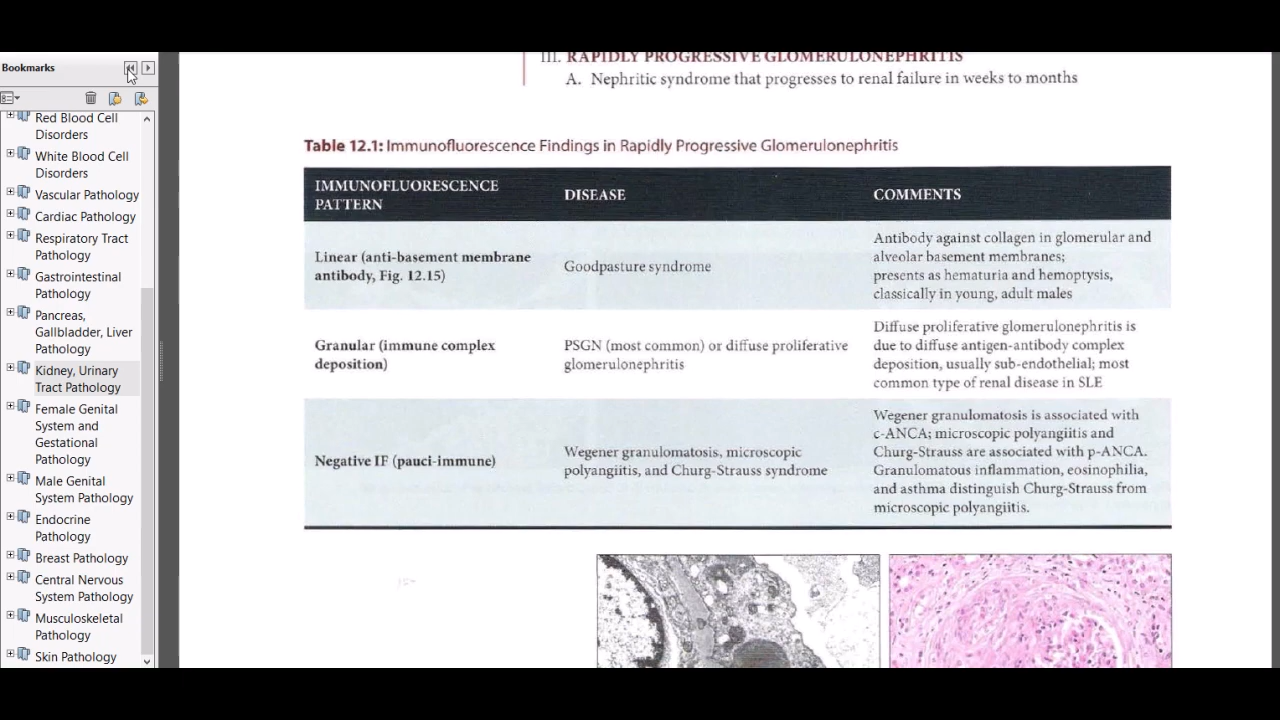 Bookmarks
Red Blood Cell
Disorders
White Blood Cell
Disorders
Vascular Pathology
Cardiac Pathology
Respiratory Tract
Pathology
Gastrointestinal
Pathology
Pancreas,
Gallbladder, Liver
Pathology
Kidney, Urinary
Tract Pathology
Female Genital
System and
Gestational
Pathology
Male Genital
System Pathology
Endocrine
Pathology
Breast Pathology
Central Nervous
System Pathology
Musculoskeletal
Pathology
Skin Pathology
III. RAPIDLY PROGRESSIVE GLOMERULONEPHRITIS
A. Nephritic syndrome that progresses to renal failure in weeks to months
Table 12.1: Immunofluorescence Findings in Rapidly Progressive Glomerulonephritis
IMMUNOFLUORESCENCE
PATTERN
DISEASE
COMMENTS
Linear (anti-basement membrane
antibody, Fig. 12.15)
Goodpasture syndrome
Antibody against collagen in glomerular and
alveolar basement membranes;
presents as hematuria and hemoptysis,
classically in young, adult males
Granular (immune complex
deposition)
PSGN (most common) or diffuse proliferative
glomerulonephritis
Diffuse proliferative glomerulonephritis is
due to diffuse antigen-antibody complex
deposition, usually sub-endothelial; most
common type of renal disease in SLE
Negative IF (pauci-immune)
Wegener granulomatosis, microscopic
polyangiitis, and Churg-Strauss syndrome
Wegener granulomatosis is associated with
c-ANCA; microscopic polyangiitis and
Churg-Strauss are associated with p-ANCA.
Granulomatous inflammation, eosinophilia,
and asthma distinguish Churg-Strauss from
microscopic polyangiitis.